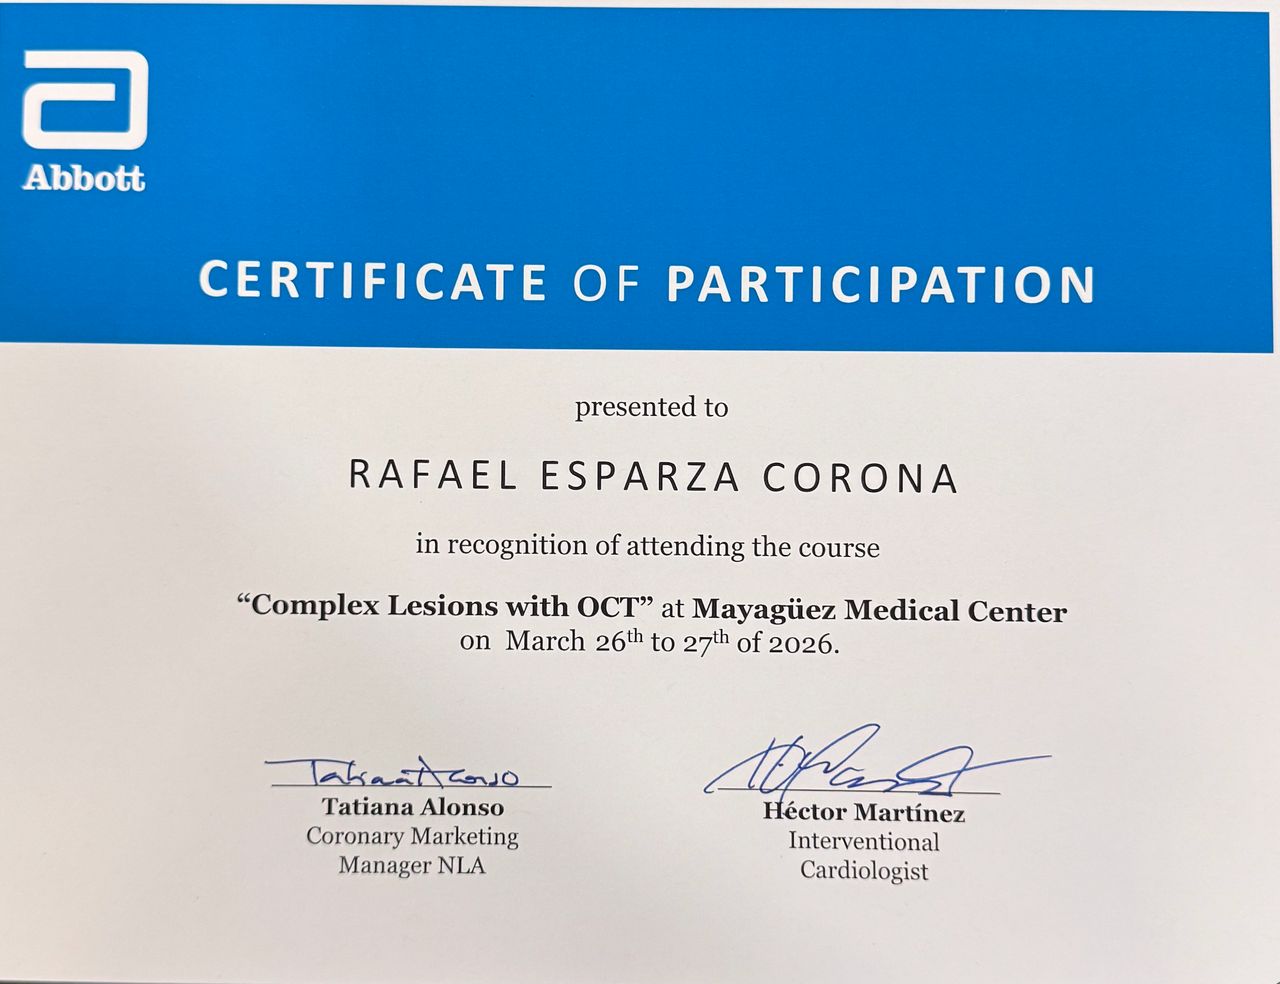 Abbott
CERTIFICATE OF PARTICIPATION
presented to
RAFAEL ESPARZA CORONA
in recognition of attending the course
“Complex Lesions with OCT” at Mayagüez Medical Center
on March 26th to 27th of 2026.
Tatiana Alonso
Tatiana Alonso
Coronary Marketing
Manager NLA
Héctor Martínez
Interventional
Cardiologist